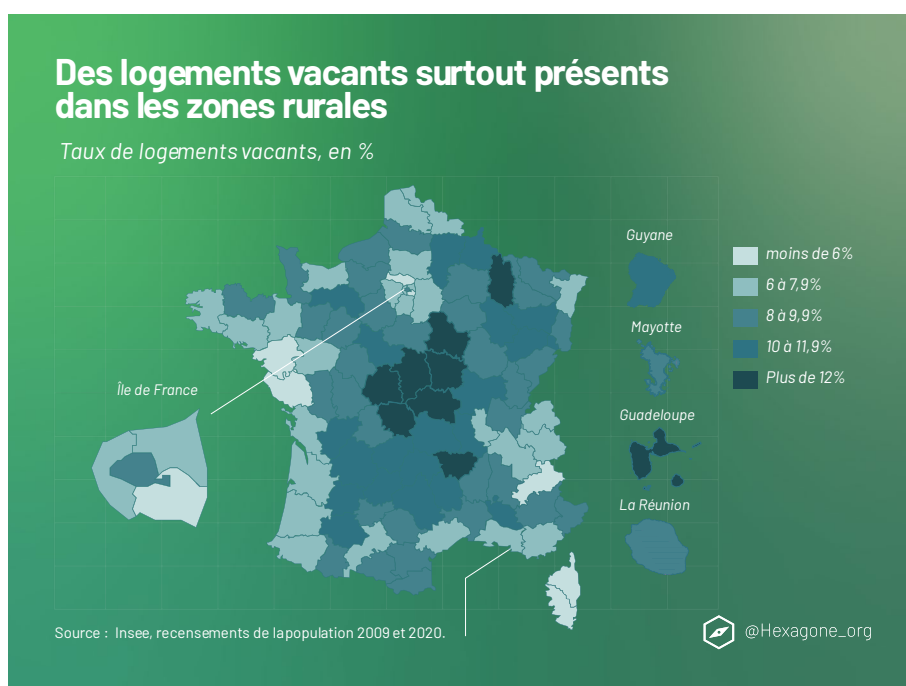 Des logements vacants surtout présents
dans les zones rurales
Taux de logements vacants, en %
Guyane
moins de 6%
6 à 7,9%
8 à 9,9%
Mayotte
10 à 11,9%
Plus de 12%
Île de France
Guadeloupe
La Réunion
Source : Insee, recensements de lapopulation 2009 et 2020.
@Hexagone_org